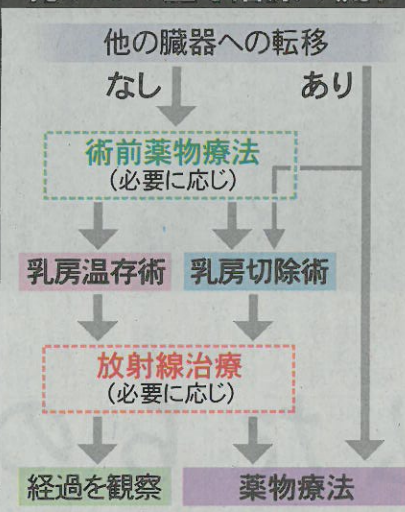 他の臓器への転移
なし
あり
術前薬物療法
(必要に応じ)
乳房温存術
乳房切除術
放射線治療
(必要に応じ)
経過を観察
薬物療法